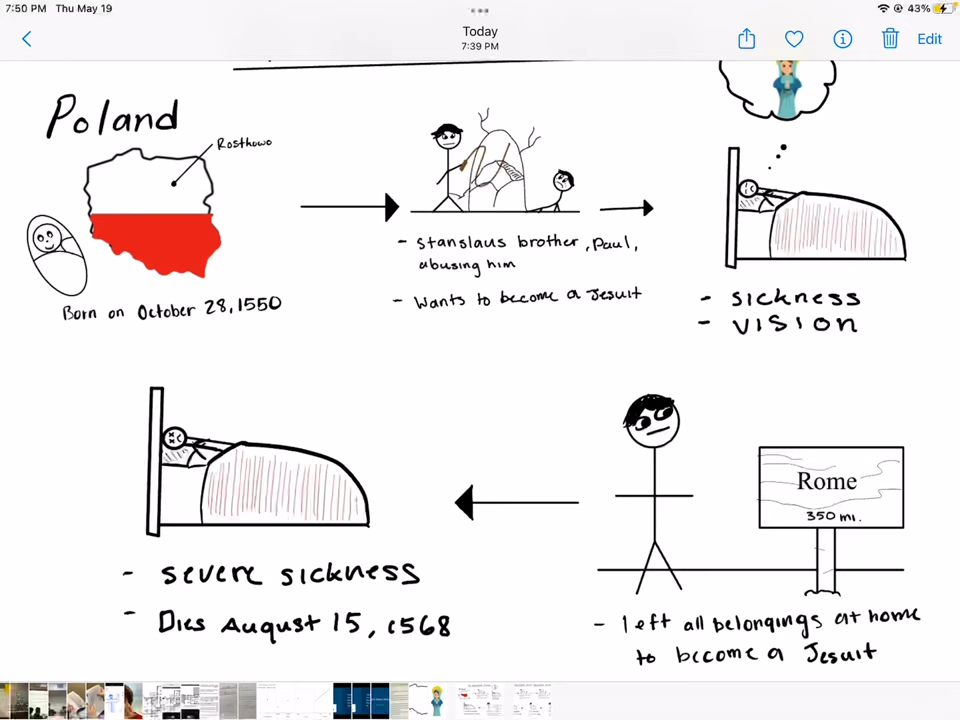 7:50 PM Thu May 19
43%
Today
7:39 PM
Edit
Poland
Rosthowo
Born on October 28, 1550
- Stanslaus brother, Paul,
abusing him
- Wants to become a Jesuit
- sickness
- vision
Rome
350 mi.
- left all belongings at home
to become a Jesuit
- severe sickness
- Dies August 15, 1568